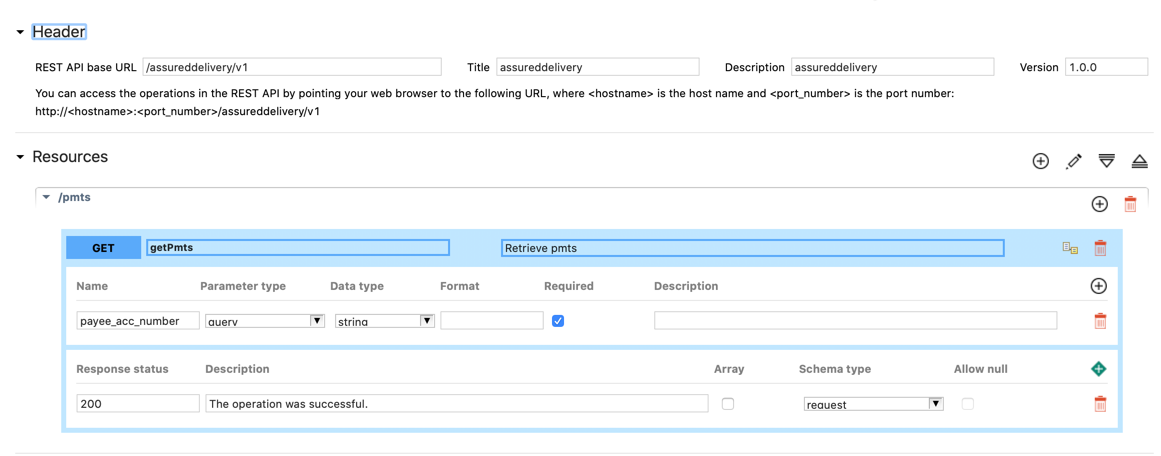 Header
REST API base URL /assureddelivery/v1 Title assureddelivery Description assureddelivery Version 1.0.0
You can access the operations in the REST API by pointing your web browser to the following URL, where <hostname> is the host name and <port_number> is the port number:
http://<hostname>:<port_number>/assureddelivery/v1
Resources
/pmts
GET getPmts Retrieve pmts
Name Parameter type Data type Format Required Description
payee_acc_number query string
Response status Description Array Schema type Allow null
200 The operation was successful. request